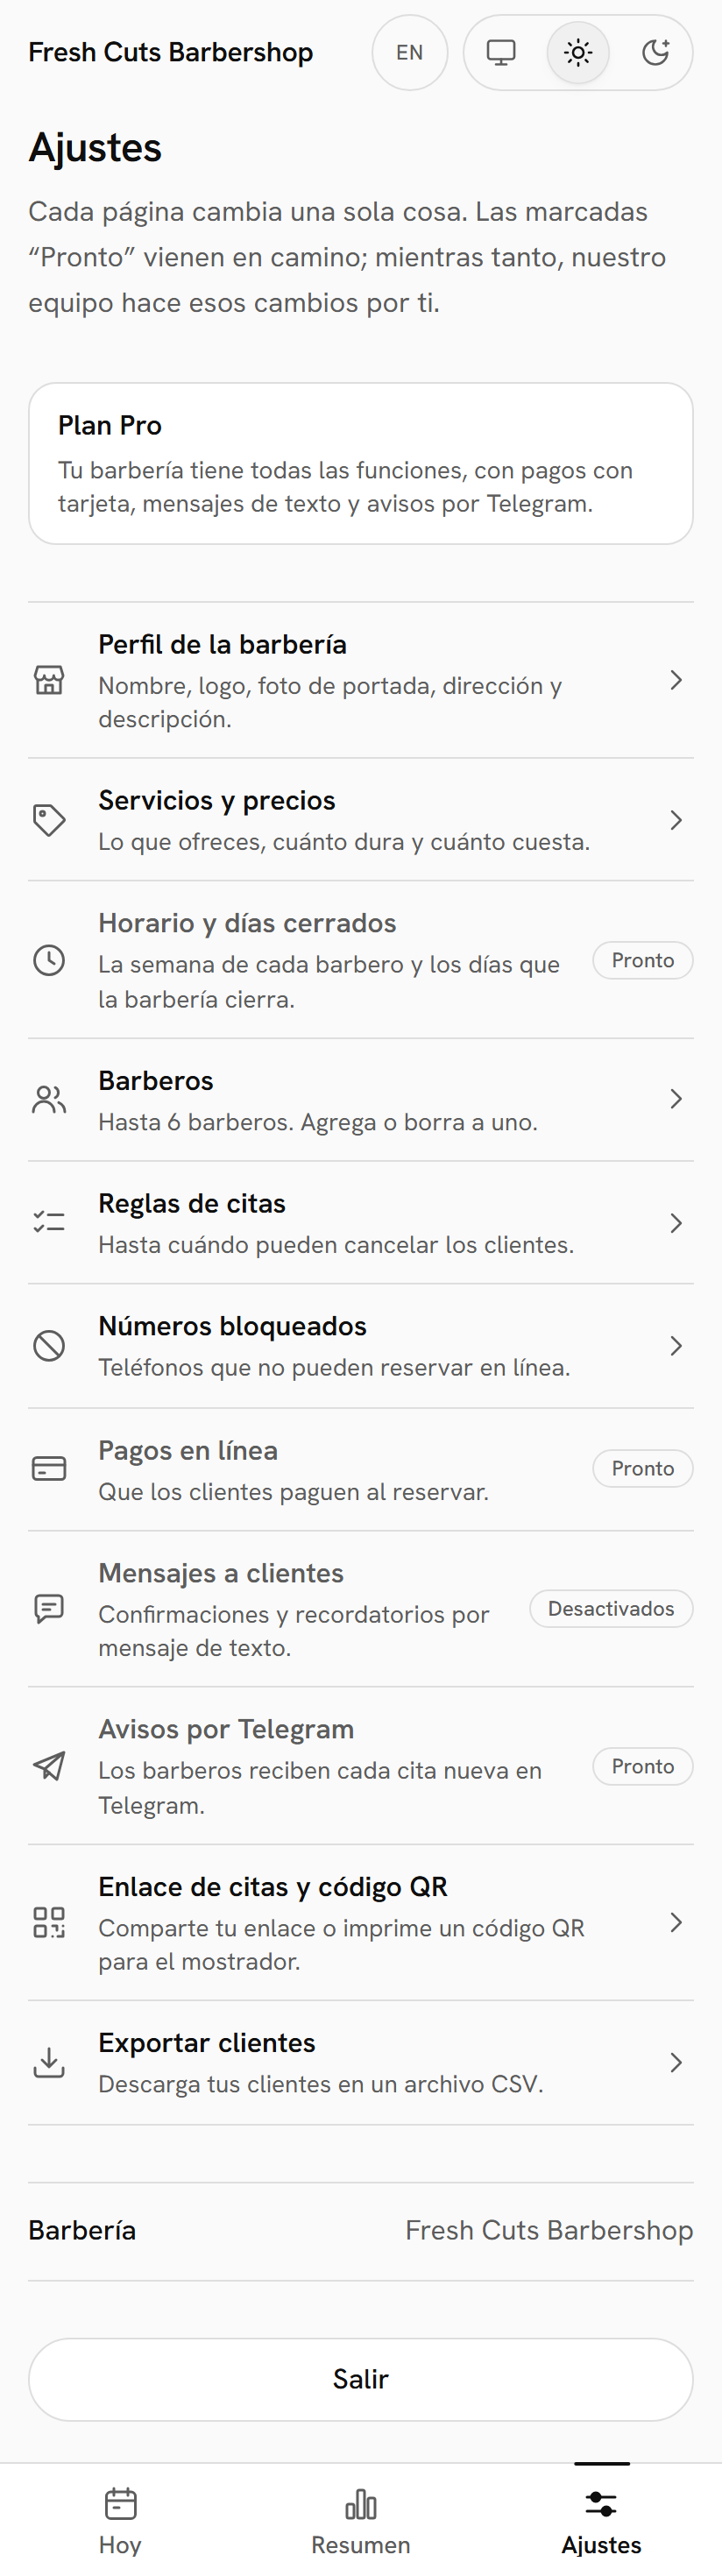 Fresh Cuts Barbershop
EN
Ajustes
Cada página cambia una sola cosa. Las marcadas
“Pronto” vienen en camino; mientras tanto, nuestro
equipo hace esos cambios por ti.
Plan Pro
Tu barbería tiene todas las funciones, con pagos con
tarjeta, mensajes de texto y avisos por Telegram.
Perfil de la barbería
Nombre, logo, foto de portada, dirección y
descripción.
Servicios y precios
Lo que ofreces, cuánto dura y cuánto cuesta.
Horario y días cerrados
La semana de cada barbero y los días que
la barbería cierra.
Pronto
Barberos
Hasta 6 barberos. Agrega o borra a uno.
Reglas de citas
Hasta cuándo pueden cancelar los clientes.
Números bloqueados
Teléfonos que no pueden reservar en línea.
Pagos en línea
Que los clientes paguen al reservar.
Pronto
Mensajes a clientes
Confirmaciones y recordatorios por
mensaje de texto.
Desactivados
Avisos por Telegram
Los barberos reciben cada cita nueva en
Telegram.
Pronto
Enlace de citas y código QR
Comparte tu enlace o imprime un código QR
para el mostrador.
Exportar clientes
Descarga tus clientes en un archivo CSV.
Barbería
Fresh Cuts Barbershop
Salir
Hoy
Resumen
Ajustes